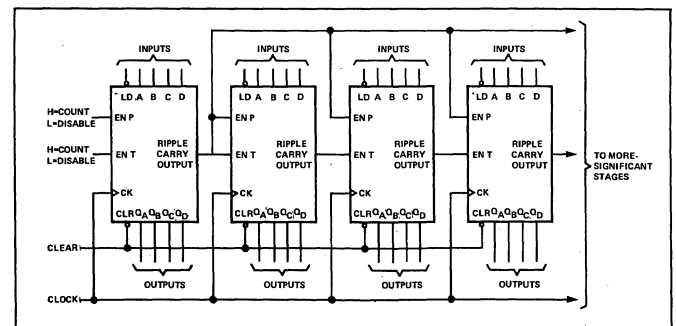 INPUTS INPUTS INPUTS INPUTS
LD A B C D LD A B C D LD A B C D LD A B C D
H=COUNT
L=DISABLE
EN P EN P EN P EN P
H=COUNT
L=DISABLE
EN T RIPPLE CARRY OUTPUT EN T RIPPLE CARRY OUTPUT EN T RIPPLE CARRY OUTPUT EN T RIPPLE CARRY OUTPUT
TO MORE-
SIGNIFICANT
STAGES
CK CK CK CK
CLR QA QB QC QD CLR QA QB QC QD CLR QA QB QC QD CLR QA QB QC QD
CLEAR
OUTPUTS OUTPUTS OUTPUTS OUTPUTS
CLOCK